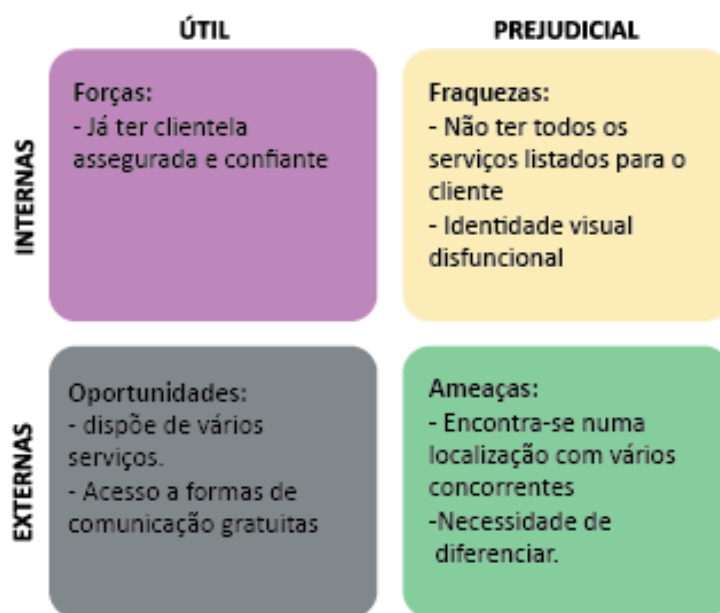 ÚTIL
PREJUDICIAL
INTERNAS
Forças:
- Já ter clientela
assegurada e confiante
Fraquezas:
- Não ter todos os
serviços listados para o
cliente
- Identidade visual
disfuncional
EXTERNAS
Oportunidades:
- dispõe de vários
serviços.
- Acesso a formas de
comunicação gratuitas
Ameaças:
- Encontra-se numa
localização com vários
concorrentes
-Necessidade de
diferenciar.